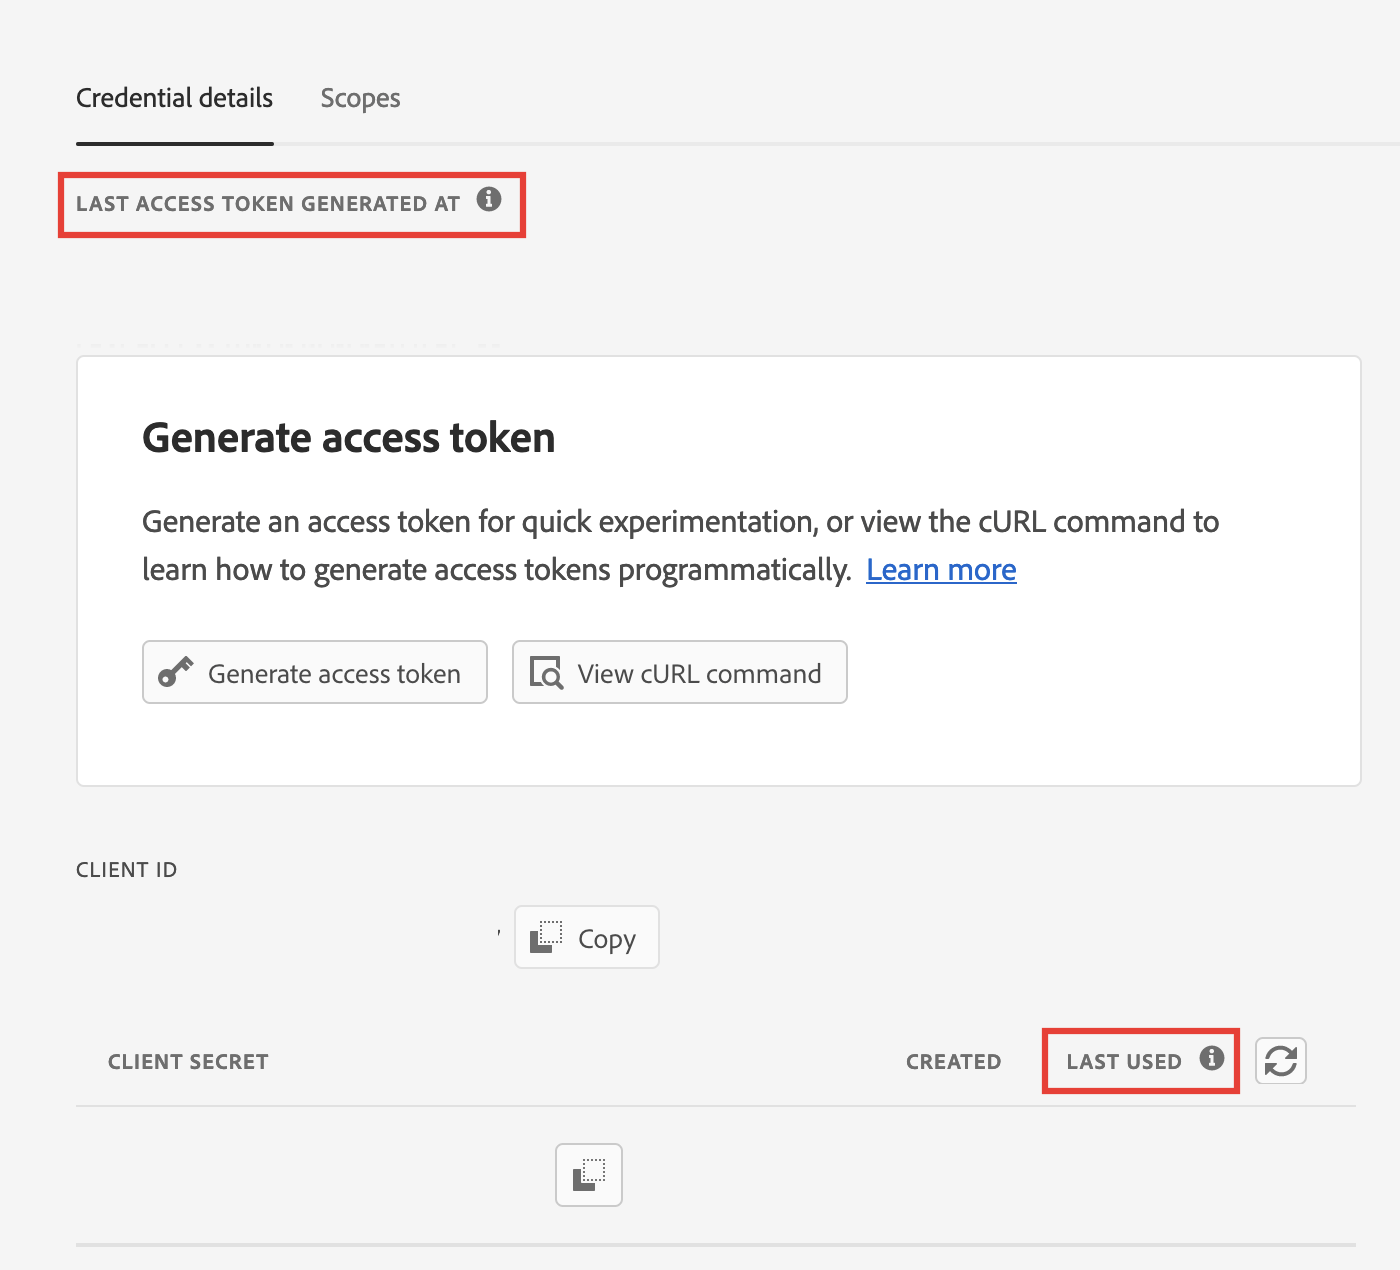 Credential details Scopes
LAST ACCESS TOKEN GENERATED AT
Generate access token
Generate an access token for quick experimentation, or view the cURL command to
learn how to generate access tokens programmatically. Learn more
Generate access token View cURL command
CLIENT ID
Copy
CLIENT SECRET CREATED LAST USED